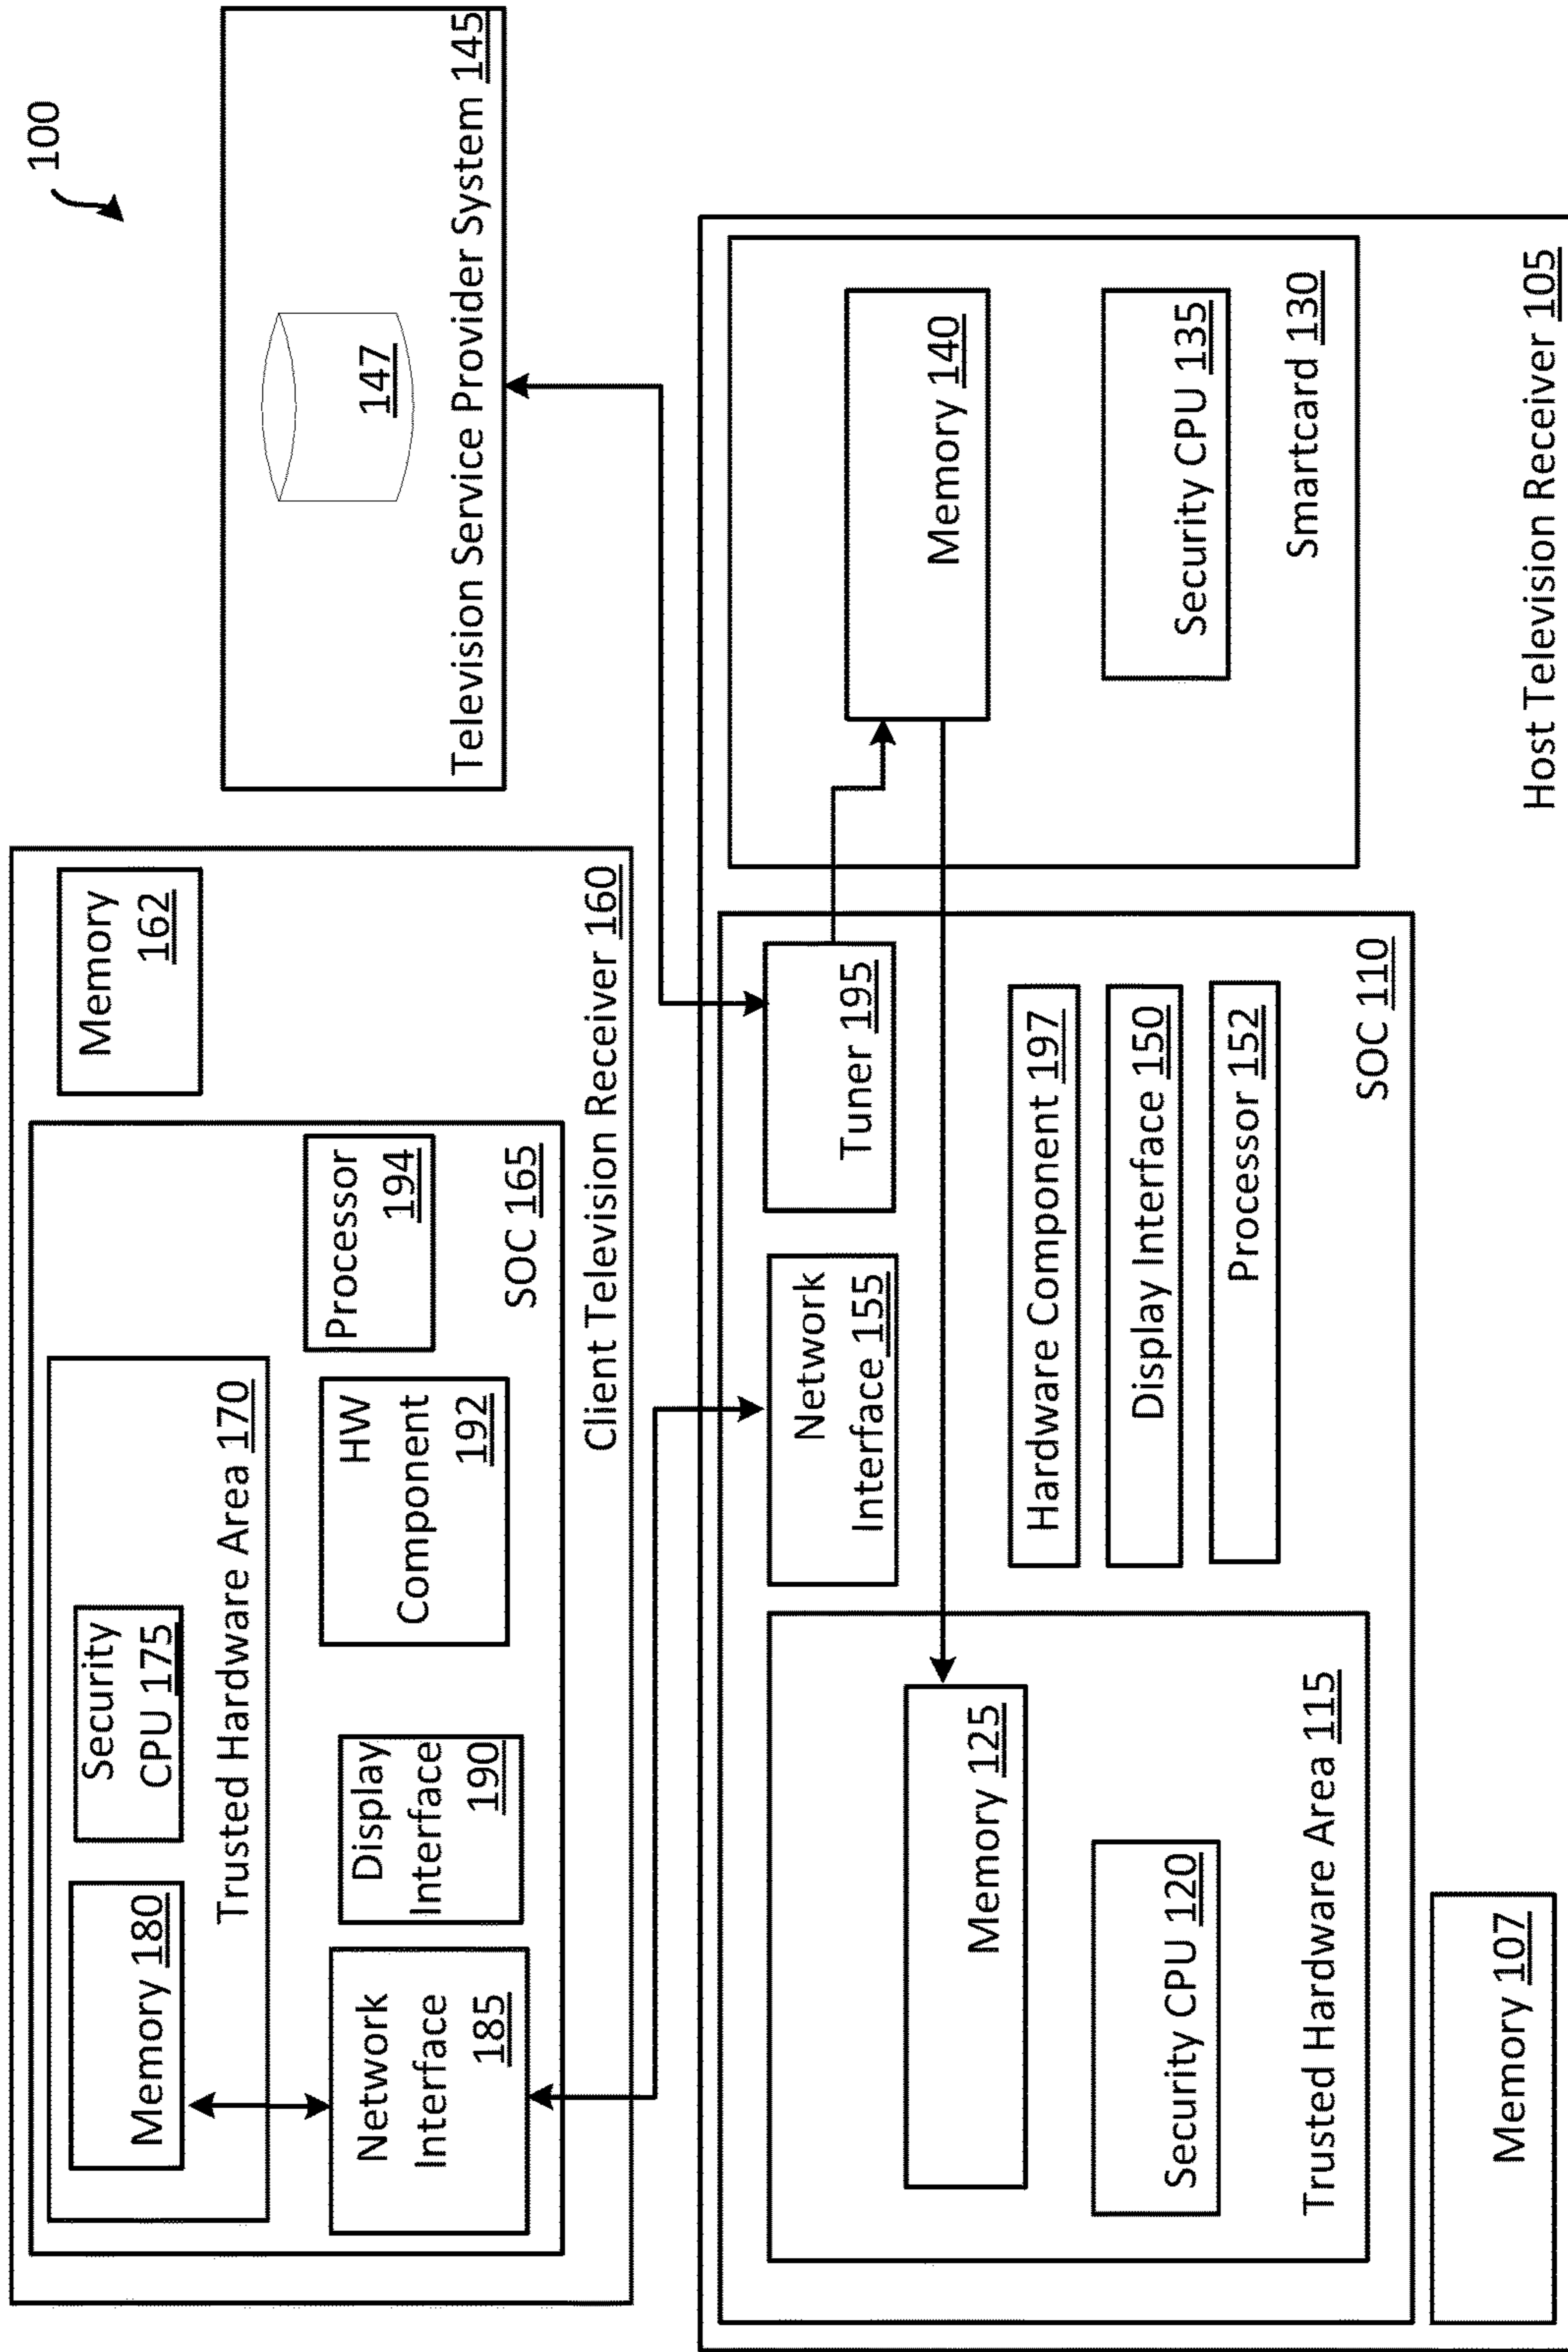 100
Memory
162
Security
CPU 175
Memory 180
Trusted Hardware Area 170
Processor
194
HW
Component
192
Display
Interface
190
Network
Interface
185
SOC 165
Client Television Receiver 160
147
Television Service Provider System 145
Network
Interface 155
Tuner 195
Memory 125
Security CPU 120
Trusted Hardware Area 115
Hardware Component 197
Display Interface 150
Processor 152
SOC 110
Memory 140
Security CPU 135
Smartcard 130
Memory 107
Host Television Receiver 105